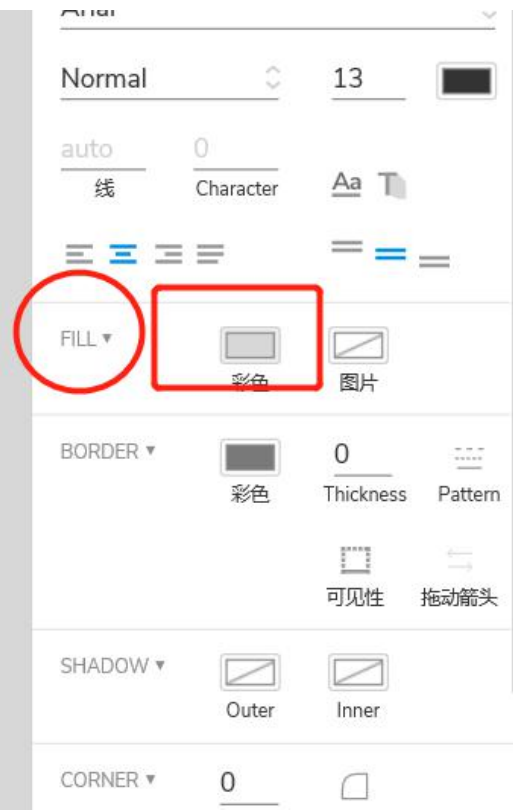 Arial
Normal 13
auto 0
线 Character Aa T
FILL ▾
彩色 图片
BORDER ▾ 0
彩色 Thickness Pattern
可见性 拖动箭头
SHADOW ▾
Outer Inner
CORNER ▾ 0